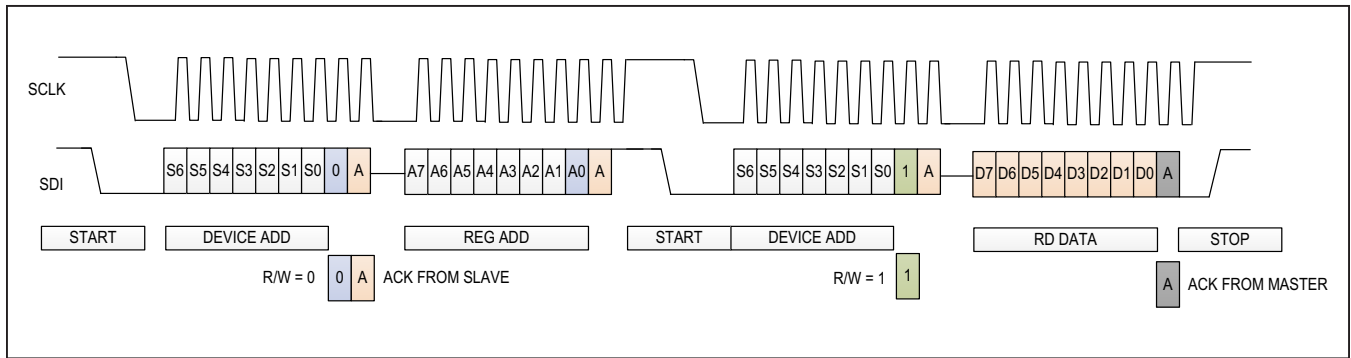 SCLK
SDI
S6 S5 S4 S3 S2 S1 S0 0 A A7 A6 A5 A4 A3 A2 A1 A0 A S6 S5 S4 S3 S2 S1 S0 1 A D7 D6 D5 D4 D3 D2 D1 D0 A
START DEVICE ADD REG ADD START DEVICE ADD RD DATA STOP
R/W = 0 0 A ACK FROM SLAVE R/W = 1 1 A ACK FROM MASTER